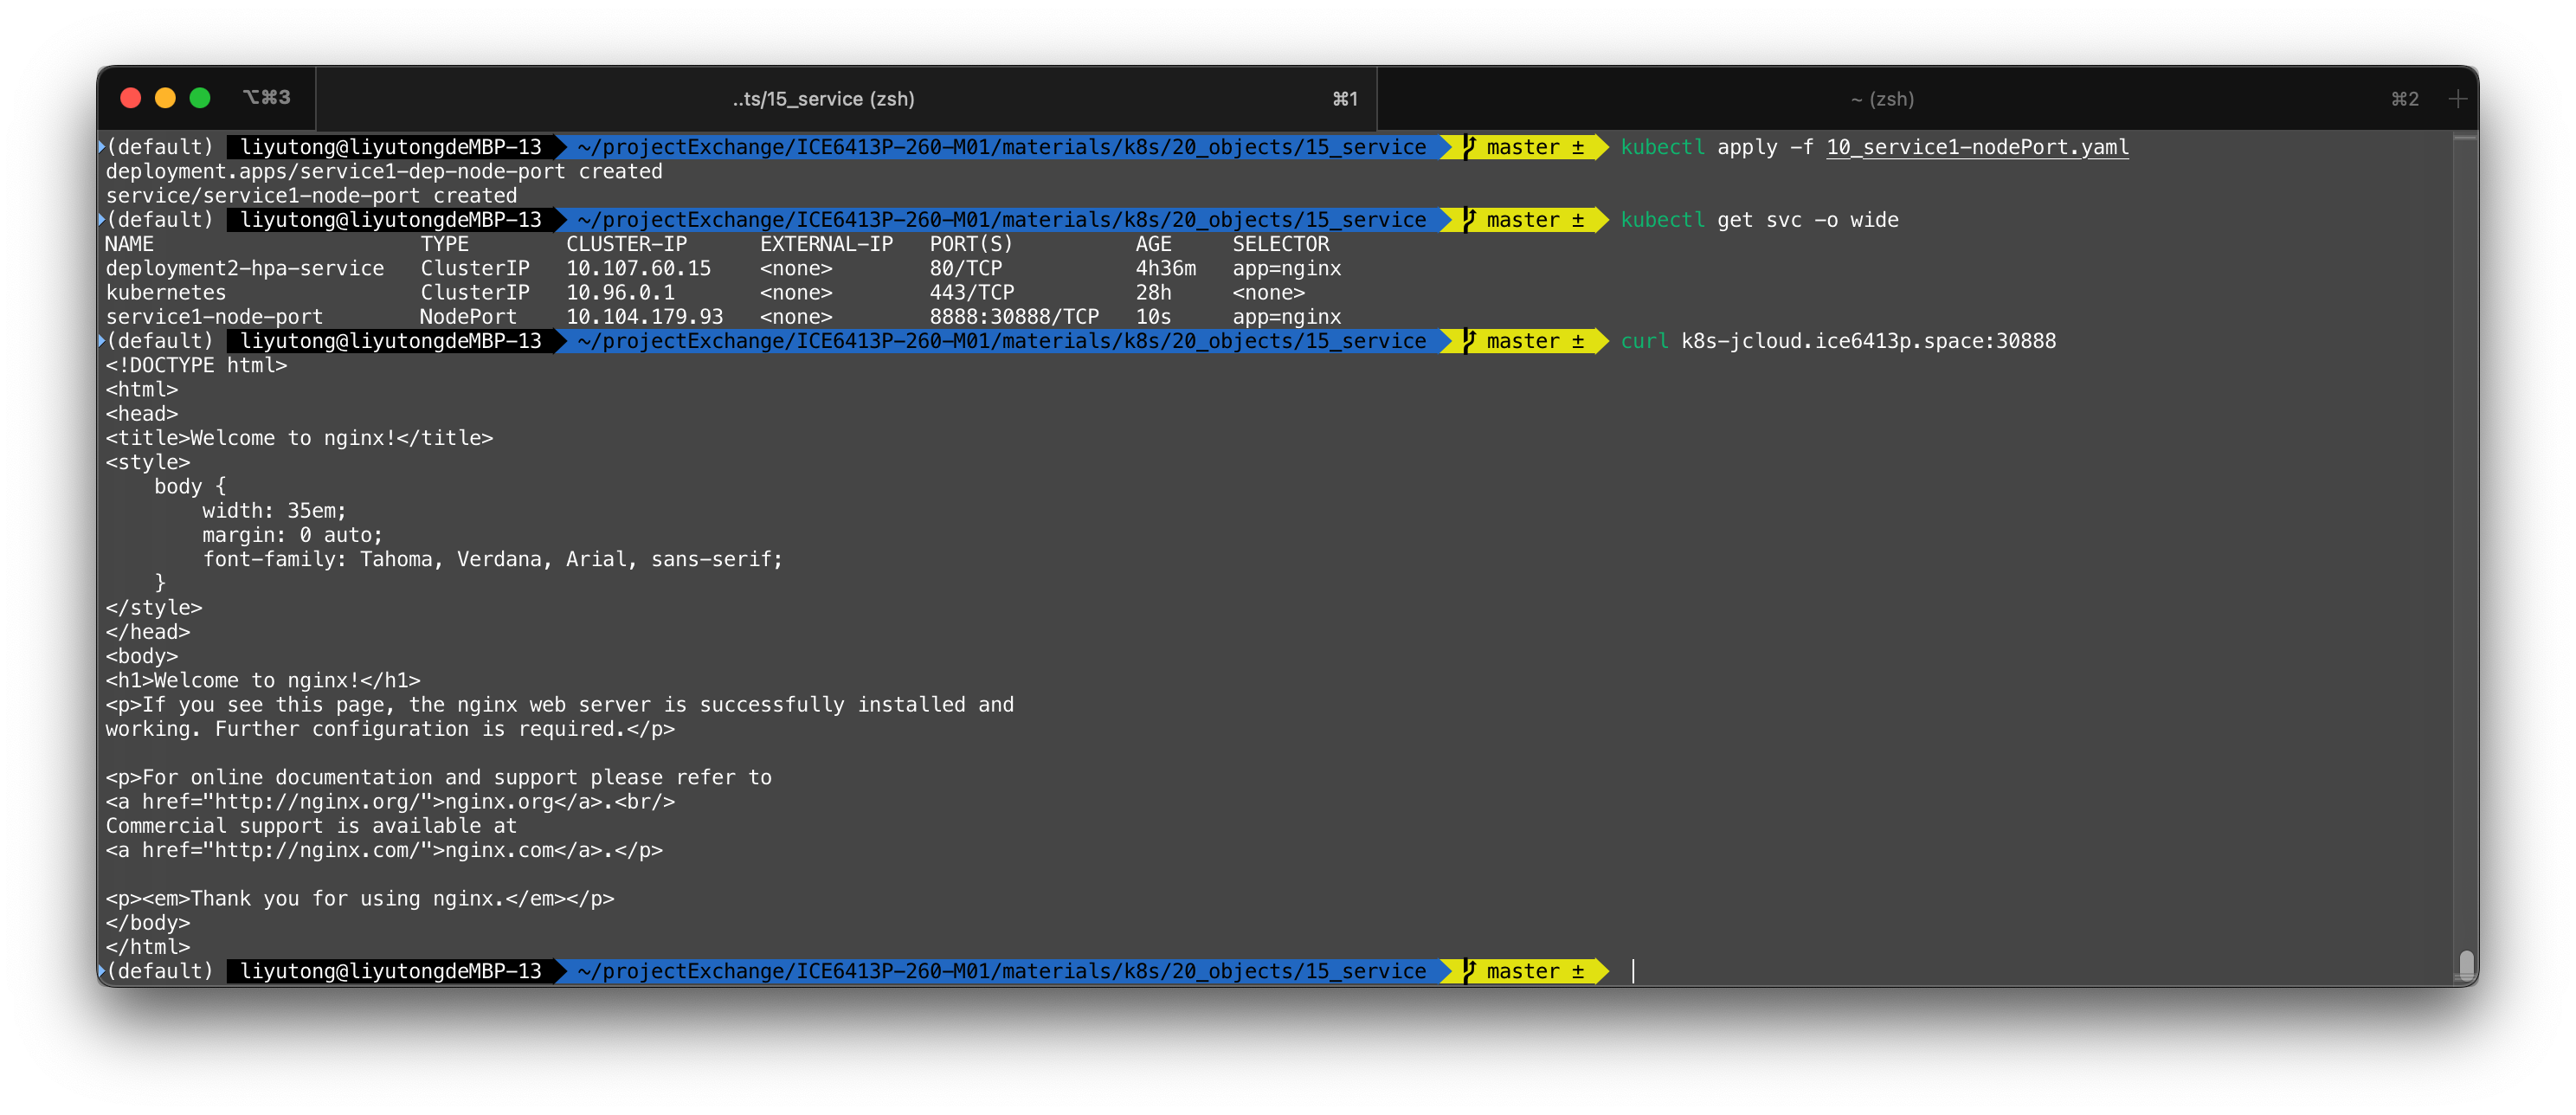 ⌥⌘3 ..ts/15_service (zsh) ⌘1 ~ (zsh) ⌘2 +
(default) liyutong@liyutongdeMBP-13 ~/projectExchange/ICE6413P-260-M01/materials/k8s/20_objects/15_service master ± kubectl apply -f 10_service1-nodePort.yaml
deployment.apps/service1-dep-node-port created
service/service1-node-port created
(default) liyutong@liyutongdeMBP-13 ~/projectExchange/ICE6413P-260-M01/materials/k8s/20_objects/15_service master ± kubectl get svc -o wide
NAME                      TYPE        CLUSTER-IP      EXTERNAL-IP   PORT(S)          AGE     SELECTOR
deployment2-hpa-service   ClusterIP   10.107.60.15    <none>        80/TCP           4h36m   app=nginx
kubernetes                ClusterIP   10.96.0.1       <none>        443/TCP          28h     <none>
service1-node-port        NodePort    10.104.179.93   <none>        8888:30888/TCP   10s     app=nginx
(default) liyutong@liyutongdeMBP-13 ~/projectExchange/ICE6413P-260-M01/materials/k8s/20_objects/15_service master ± curl k8s-jcloud.ice6413p.space:30888
<!DOCTYPE html>
<html>
<head>
<title>Welcome to nginx!</title>
<style>
    body {
        width: 35em;
        margin: 0 auto;
        font-family: Tahoma, Verdana, Arial, sans-serif;
    }
</style>
</head>
<body>
<h1>Welcome to nginx!</h1>
<p>If you see this page, the nginx web server is successfully installed and
working. Further configuration is required.</p>

<p>For online documentation and support please refer to
<a href="http://nginx.org/">nginx.org</a>.<br/>
Commercial support is available at
<a href="http://nginx.com/">nginx.com</a>.</p>

<p><em>Thank you for using nginx.</em></p>
</body>
</html>
(default) liyutong@liyutongdeMBP-13 ~/projectExchange/ICE6413P-260-M01/materials/k8s/20_objects/15_service master ±